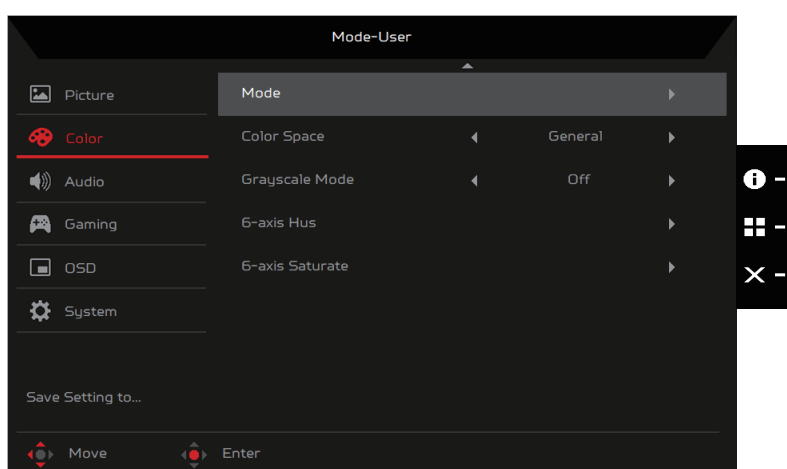 Mode-User
Picture
Mode
Color
Color Space General
Audio
Grayscale Mode Off
Gaming
6-axis Hus
OSD
6-axis Saturate
System
Save Setting to...
Move Enter